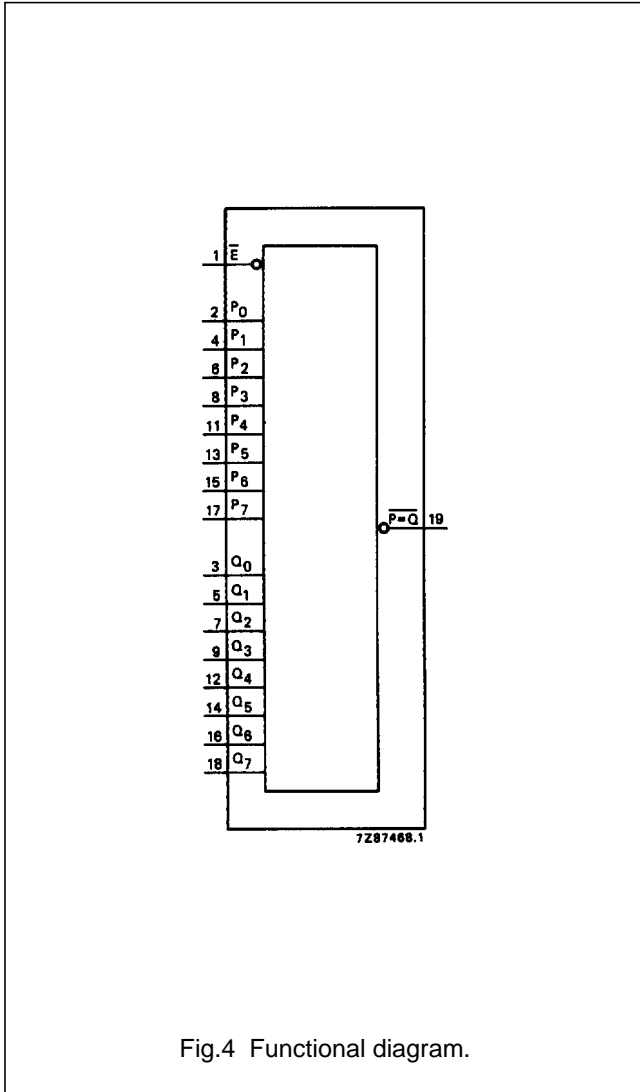 1 E̅
2 P₀
4 P₁
6 P₂
8 P₃
11 P₄
13 P₅
15 P₆
17 P₇
P̅=̅Q̅ 19
3 Q₀
5 Q₁
7 Q₂
9 Q₃
12 Q₄
14 Q₅
16 Q₆
18 Q₇
7Z87468.1
Fig.4 Functional diagram.